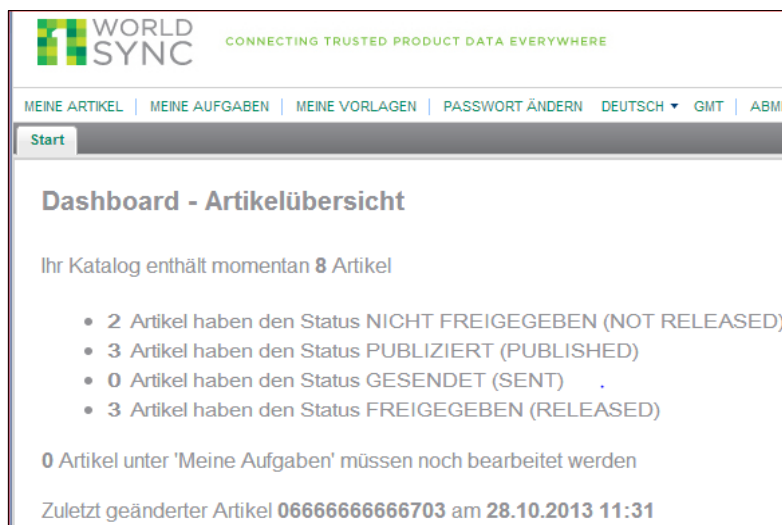 WORLD
SYNC
CONNECTING TRUSTED PRODUCT DATA EVERYWHERE
MEINE ARTIKEL | MEINE AUFGABEN | MEINE VORLAGEN | PASSWORT ÄNDERN DEUTSCH GMT | ABM
Start
Dashboard - Artikelübersicht
Ihr Katalog enthält momentan 8 Artikel
• 2 Artikel haben den Status NICHT FREIGEGEBEN (NOT RELEASED)
• 3 Artikel haben den Status PUBLIZIERT (PUBLISHED)
• 0 Artikel haben den Status GESENDET (SENT)
• 3 Artikel haben den Status FREIGEGEBEN (RELEASED)
0 Artikel unter 'Meine Aufgaben' müssen noch bearbeitet werden
Zuletzt geänderter Artikel 06666666666703 am 28.10.2013 11:31